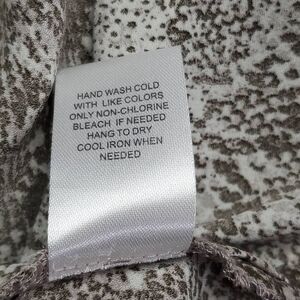 HAND WASH COLD
WITH LIKE COLORS
ONLY NON-CHLORINE
BLEACH IF NEEDED
HANG TO DRY
COOL IRON WHEN
NEEDED